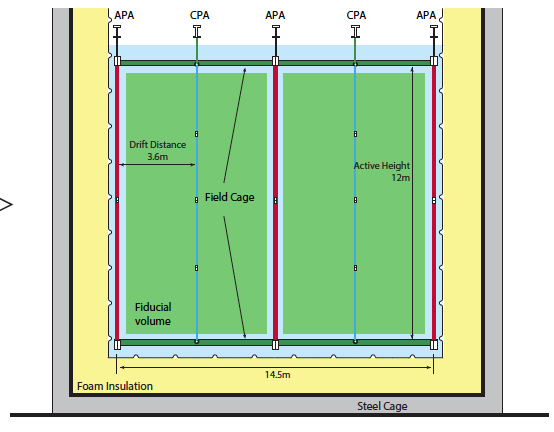 APA CPA APA CPA APA
Drift Distance
3.6m
Active Height
12m
Field Cage
Fiducial
volume
14.5m
Foam Insulation
Steel Cage